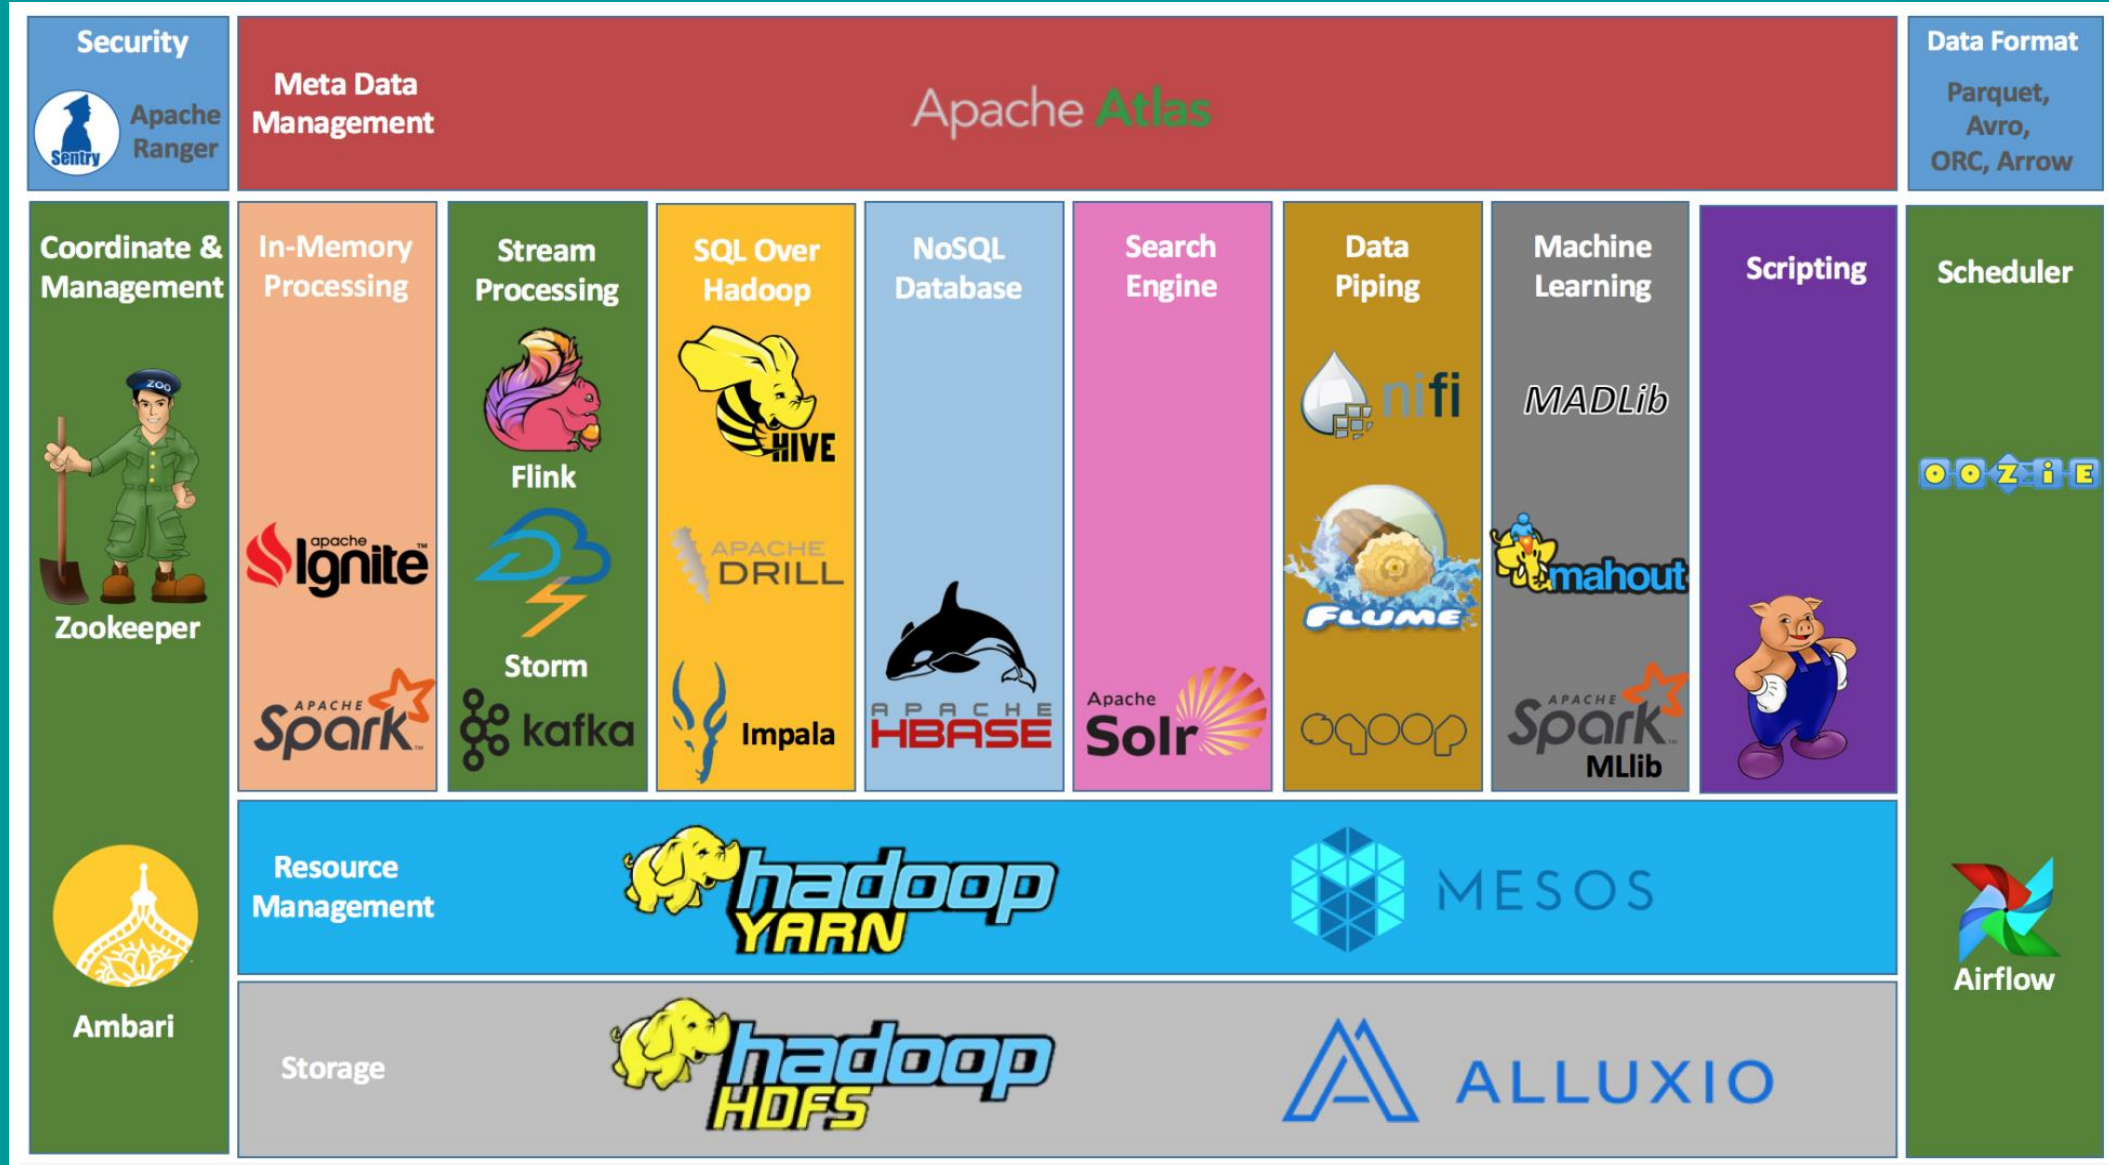 Security
Sentry
Apache
Ranger
Meta Data
Management
Apache Atlas
Data Format
Parquet,
Avro,
ORC, Arrow
Coordinate &
Management
ZOO
Zookeeper
Ambari
In-Memory
Processing
apache
Ignite™
APACHE
Spark™
Stream
Processing
Flink
Storm
kafka
SQL Over
Hadoop
HIVE
APACHE
DRILL
Impala
NoSQL
Database
APACHE
HBASE
Search
Engine
Apache
Solr
Data
Piping
nifi
FLUME
sqoop
Machine
Learning
MADLib
mahout
APACHE
Spark™
MLlib
Scripting
Scheduler
OOZiE
Airflow
Resource
Management
hadoop
YARN
MESOS
Storage
hadoop
HDFS
ALLUXIO